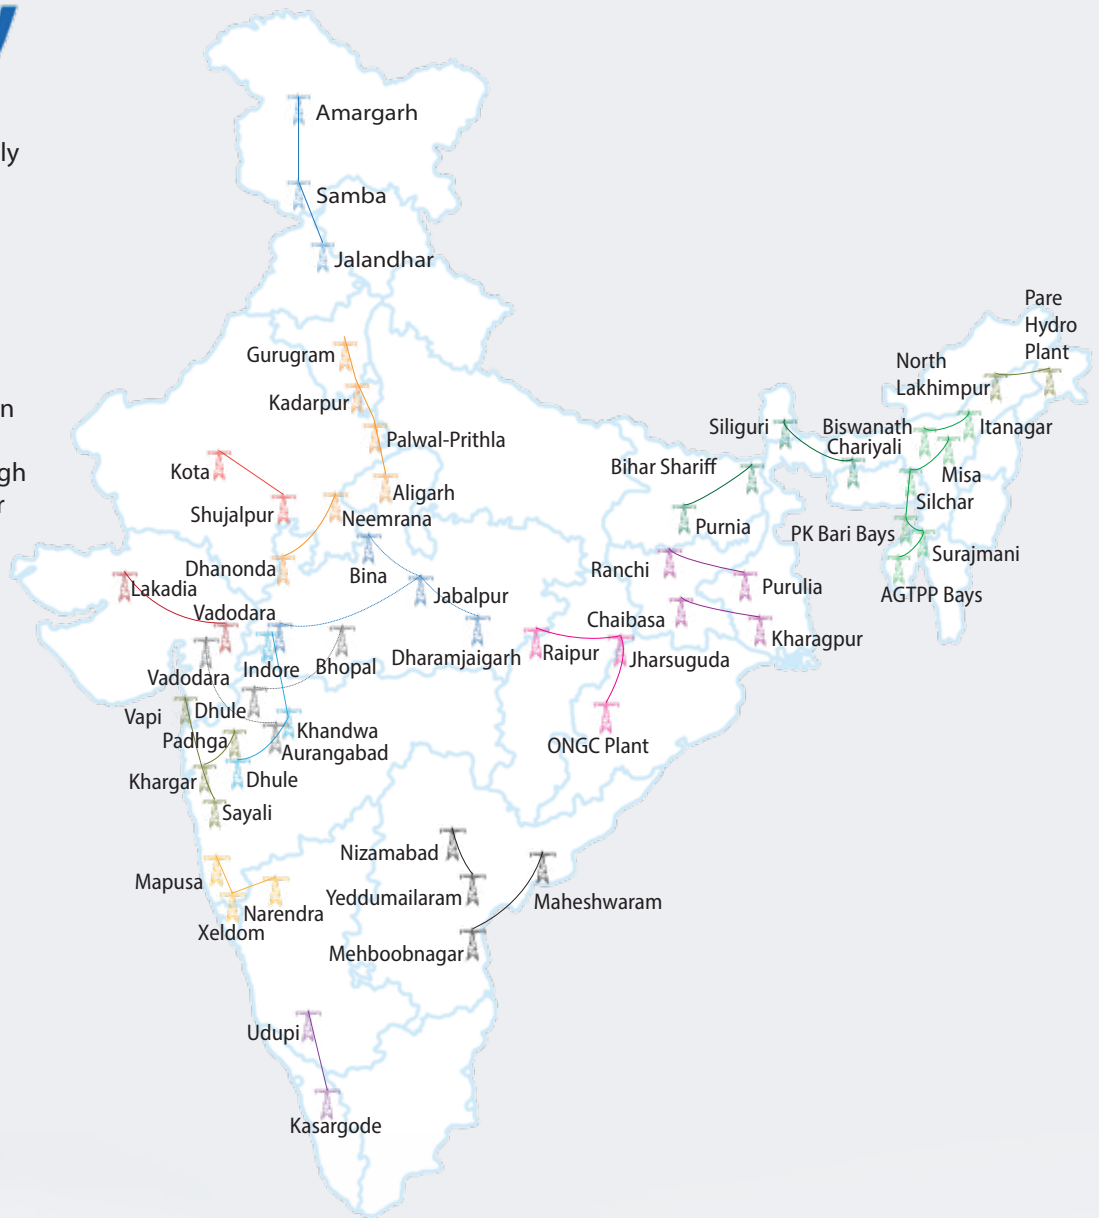 ly
n
gh
r
Amargarh
Samba
Jalandhar
Gurugram
Kadarpur
Palwal-Prithla
Aligarh
Kota
Shujalpur
Neemrana
Dhanonda
Bina
Jabalpur
Dharamjaigarh
Lakadia
Vadodara
Vadodara
Indore
Bhopal
Vapi
Dhule
Khandwa
Aurangabad
Padhga
Khargar
Dhule
Sayali
Mapusa
Narendra
Xeldom
Nizamabad
Yeddumailaram
Maheshwaram
Mehboobnagar
Udupi
Kasargode
Raipur
Jharsuguda
ONGC Plant
Ranchi
Purulia
Chaibasa
Kharagpur
Bihar Shariff
Purnia
Siliguri
Biswanath
Chariyali
Itanagar
Misa
Silchar
PK Bari Bays
Surajmani
AGTPP Bays
North
Lakhimpur
Pare
Hydro
Plant